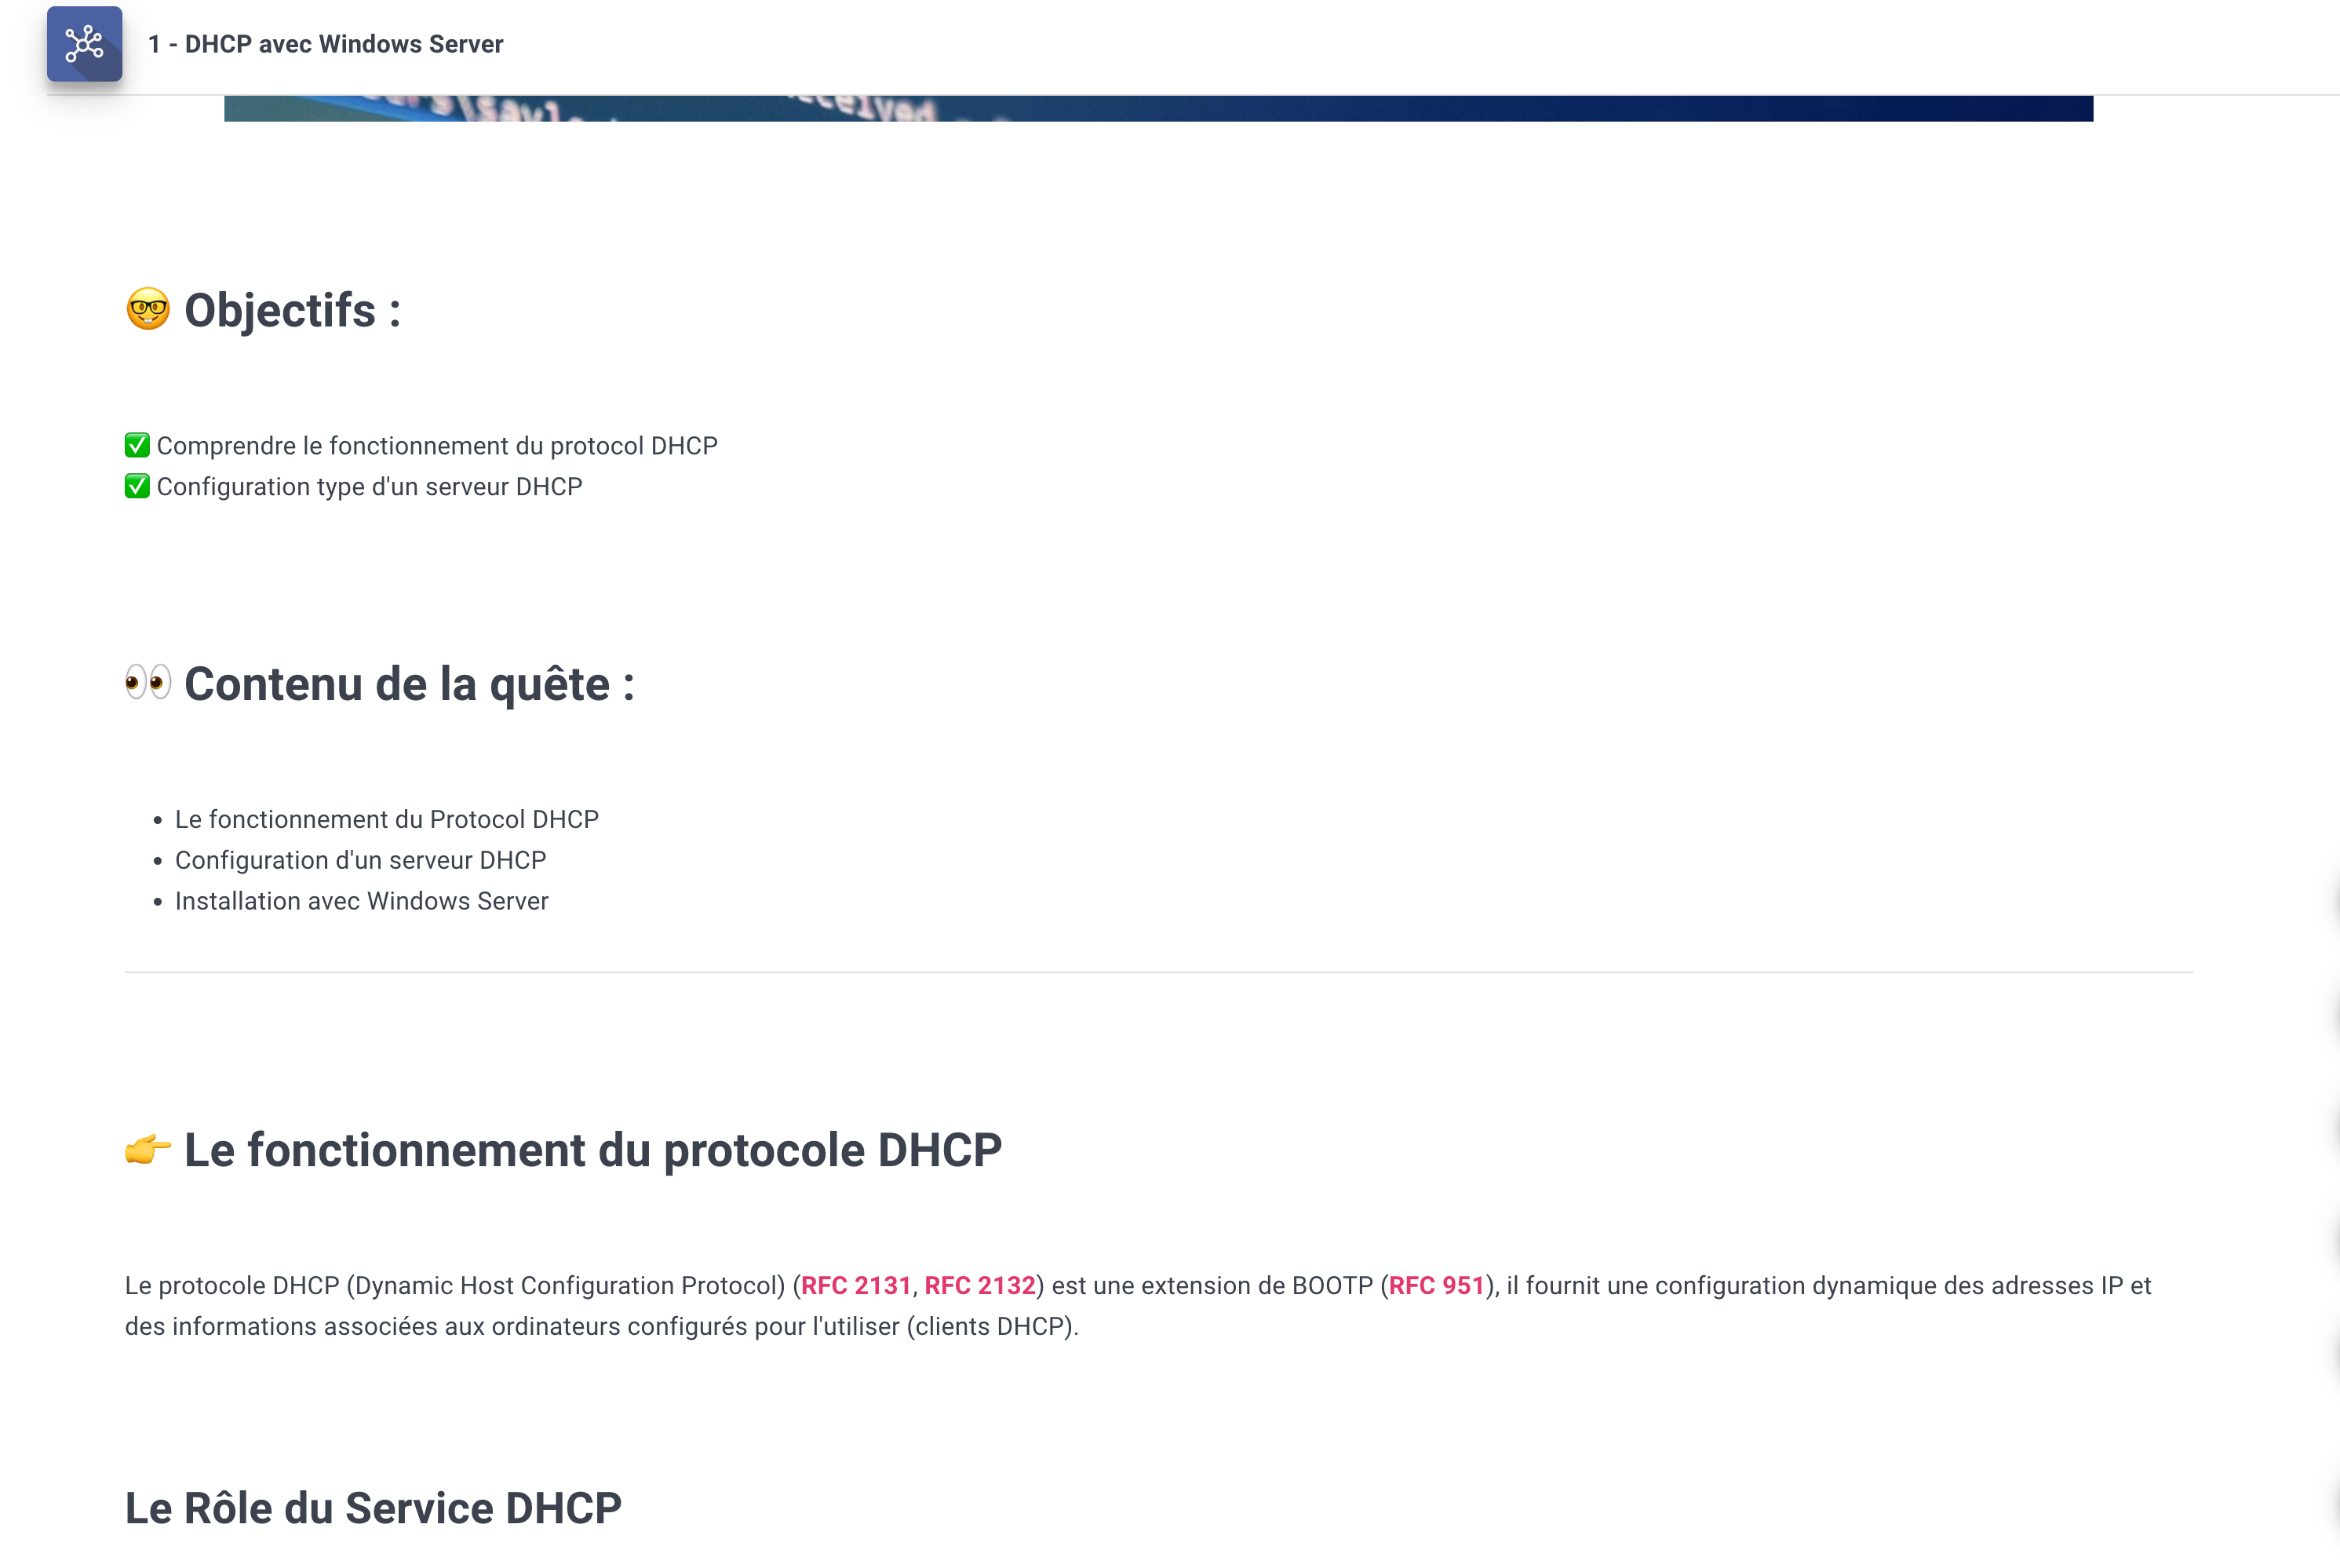 1 - DHCP avec Windows Server
🤓 Objectifs :
✅ Comprendre le fonctionnement du protocol DHCP
✅ Configuration type d'un serveur DHCP
👀 Contenu de la quête :
• Le fonctionnement du Protocol DHCP
• Configuration d'un serveur DHCP
• Installation avec Windows Server
👉 Le fonctionnement du protocole DHCP
Le protocole DHCP (Dynamic Host Configuration Protocol) (RFC 2131, RFC 2132) est une extension de BOOTP (RFC 951), il fournit une configuration dynamique des adresses IP et
des informations associées aux ordinateurs configurés pour l'utiliser (clients DHCP).
Le Rôle du Service DHCP